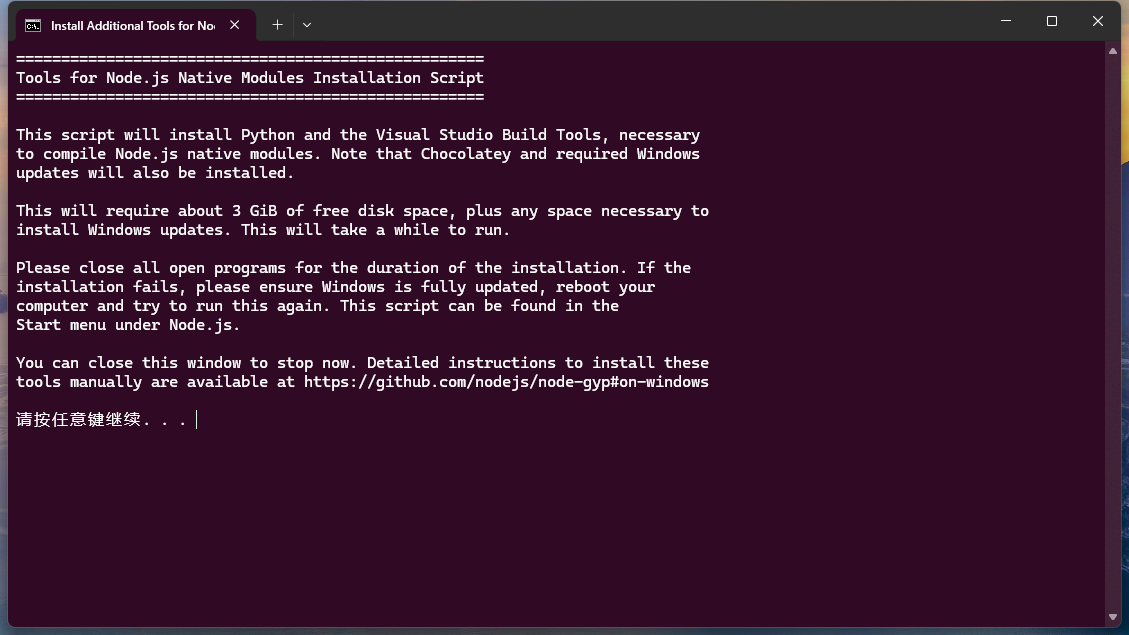 Install Additional Tools for No
==================================================== 
Tools for Node.js Native Modules Installation Script
====================================================
This script will install Python and the Visual Studio Build Tools, necessary
to compile Node.js native modules. Note that Chocolatey and required Windows
updates will also be installed.
This will require about 3 GiB of free disk space, plus any space necessary to
install Windows updates. This will take a while to run.
Please close all open programs for the duration of the installation. If the
installation fails, please ensure Windows is fully updated, reboot your
computer and try to run this again. This script can be found in the
Start menu under Node.js.
You can close this window to stop now. Detailed instructions to install these
tools manually are available at https://github.com/nodejs/node-gyp#on-windows
请按任意键继续. . .